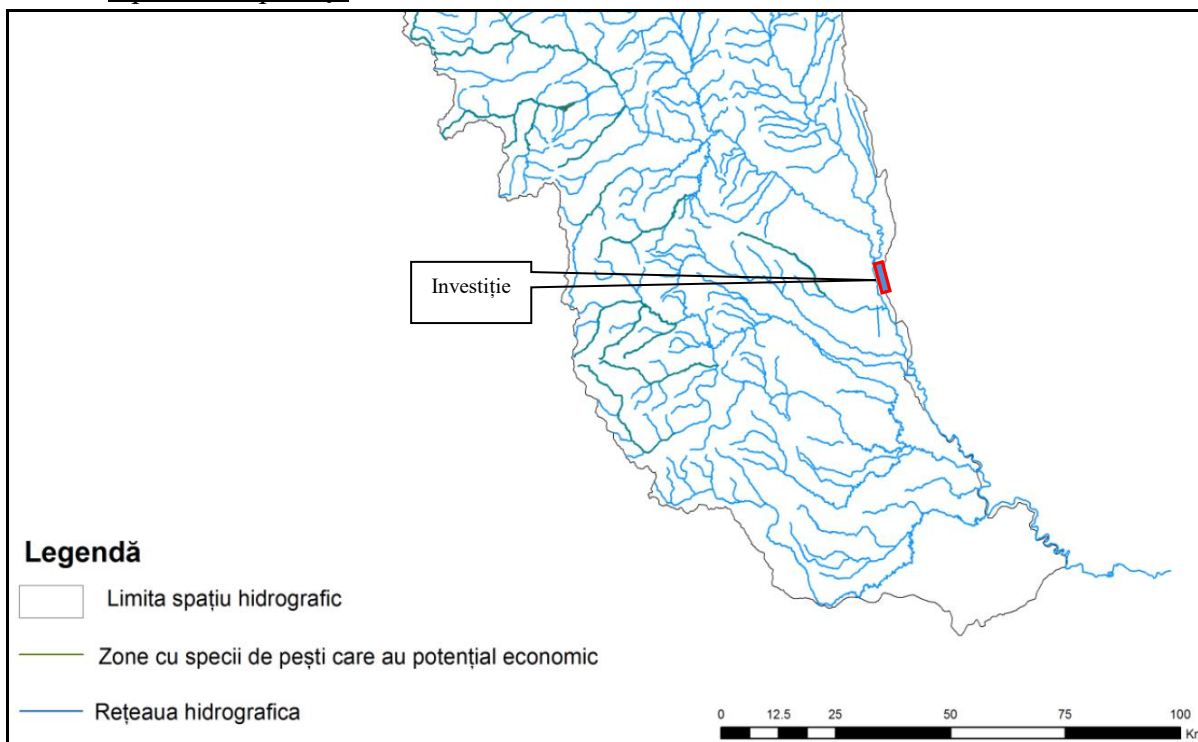 Investiție
Legendă
Limita spațiu hidrografic
Zone cu specii de pești care au potențial economic
Rețeaua hidrografica
0 12.5 25 50 75 100